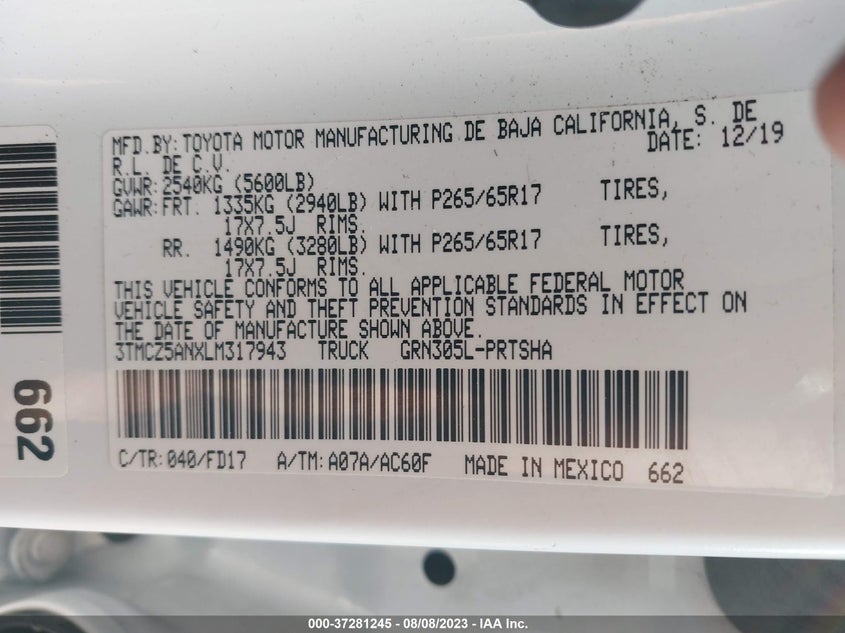 MFD. BY: TOYOTA MOTOR MANUFACTURING DE BAJA CALIFORNIA, S. DE
R.L. DE C.V. DATE: 12/19
GVWR: 2540KG (5600LB)
GAWR: FRT. 1335KG (2940LB) WITH P265/65R17 TIRES,
17X7.5J RIMS.
RR. 1490KG (3280LB) WITH P265/65R17 TIRES,
17X7.5J RIMS.
THIS VEHICLE CONFORMS TO ALL APPLICABLE FEDERAL MOTOR
VEHICLE SAFETY AND THEFT PREVENTION STANDARDS IN EFFECT ON
THE DATE OF MANUFACTURE SHOWN ABOVE.
3TMCZ5ANXLM317943 TRUCK GRN305L-PRTSHA
C/TR: 040/FD17 A/TM: A07A/AC60F MADE IN MEXICO 662
662
000-37281245 - 08/08/2023 - IAA Inc.